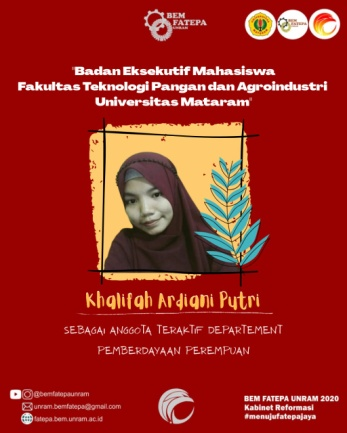 BEM
FATEPA
UNRAM
"Badan Eksekutif Mahasiswa
Fakultas Teknologi Pangan dan Agroindustri
Universitas Mataram"
Khalifah Ardiani Putri
SEBAGAI ANGGOTA TERAKTIF DEPARTEMENT
PEMBERDAYAAN PEREMPUAN
@bemfatepaunram
unram.bemfatepa@gmail.com
fatepa.bem.unram.ac.id
BEM FATEPA UNRAM 2020
Kabinet Reformasi
#menujufatepajaya